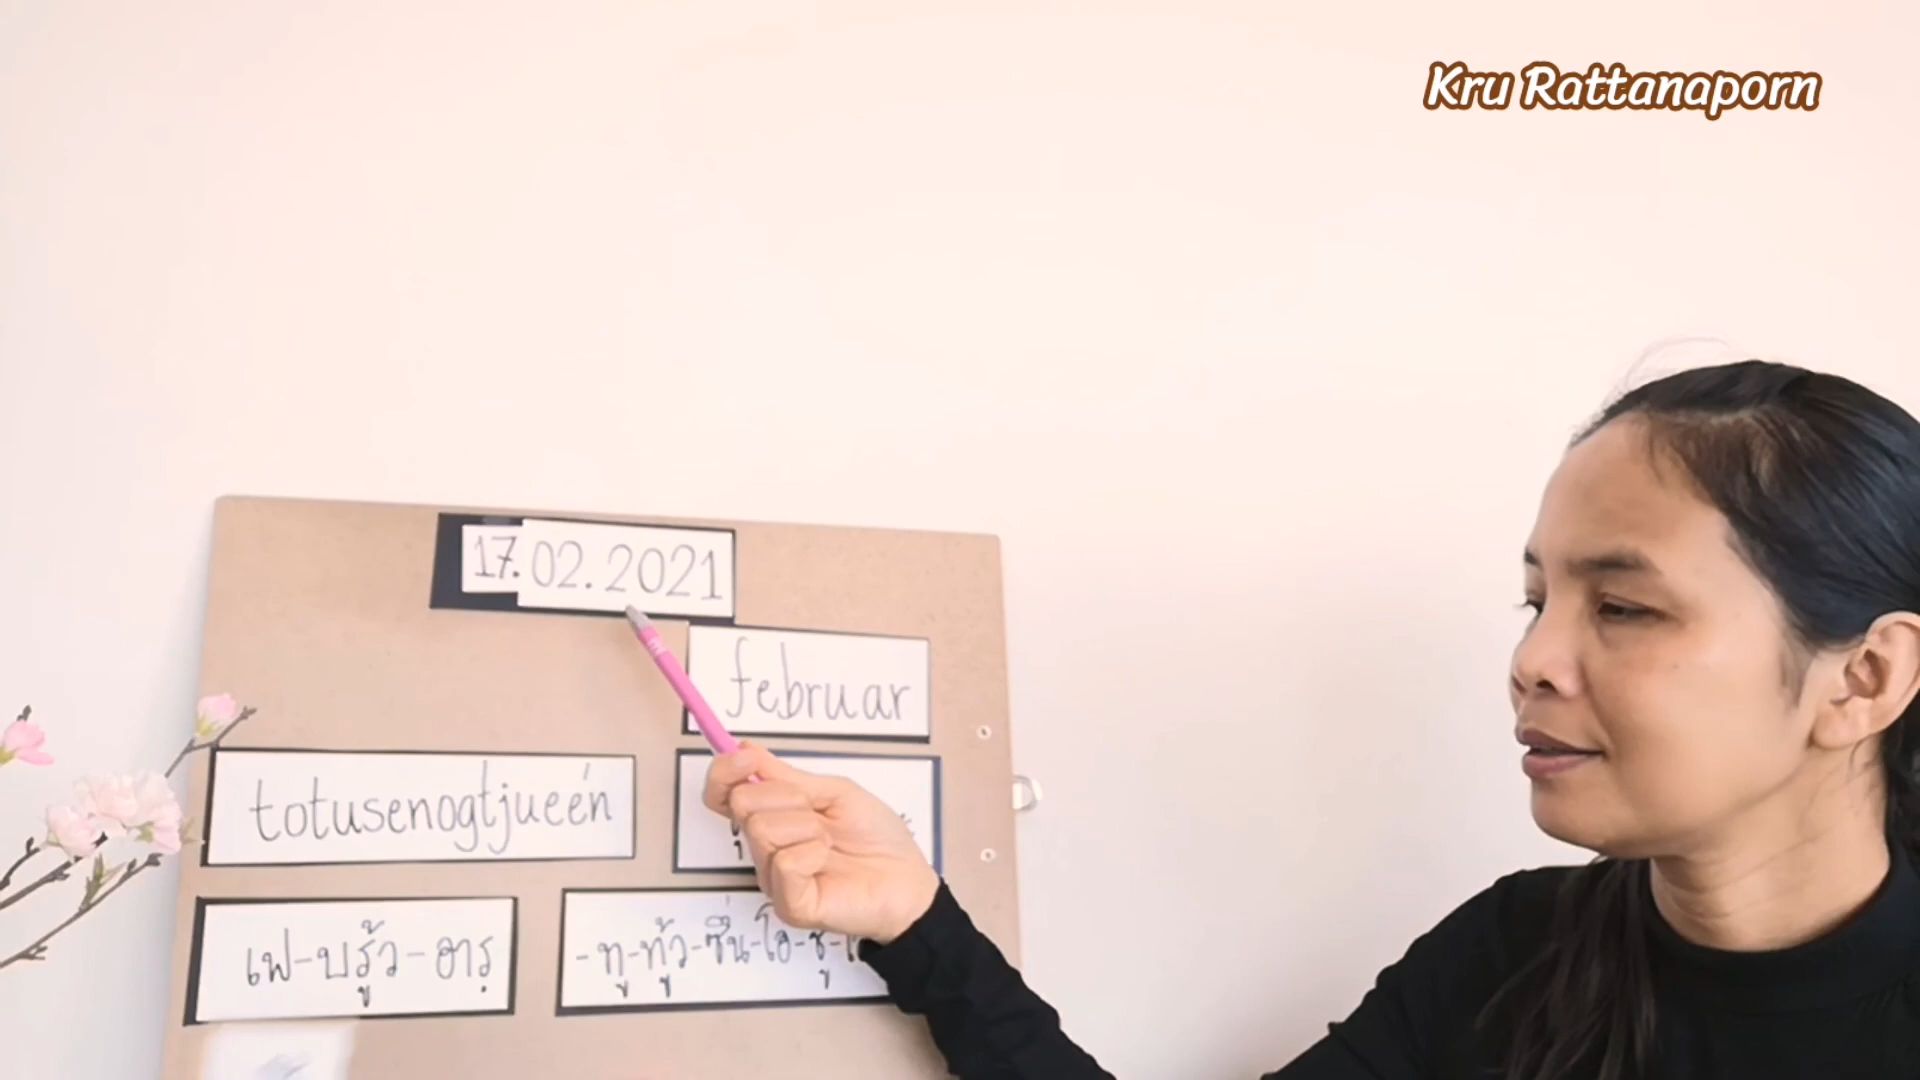 Kru Rattanaporn
17.02.2021
februar
totusenogtjueén
เฟ-บรู้ว-อารฺ
-ทู-ทู้ว-ซึ่น-โอ-ชู-